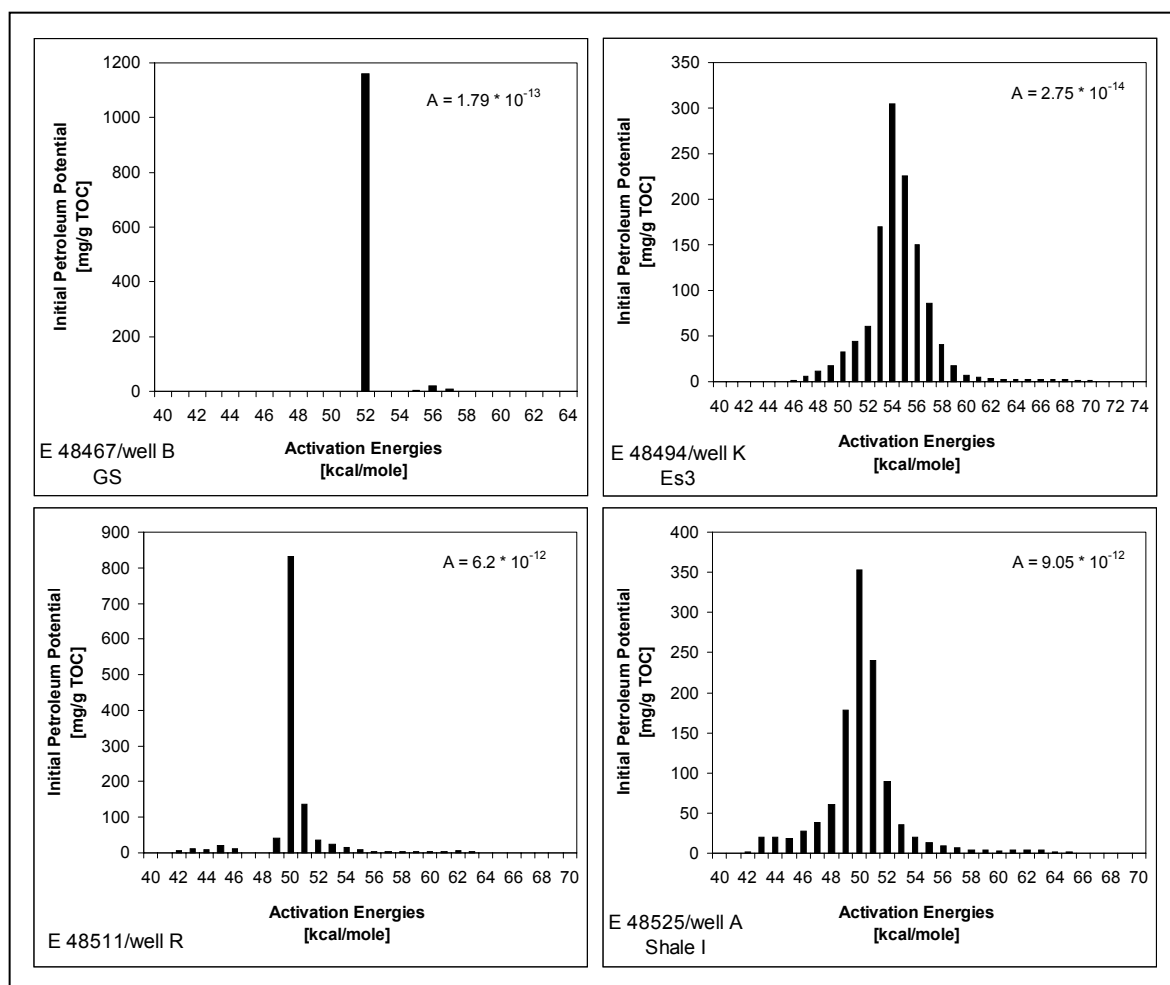 1200
1000
800
600
400
200
0
Initial Petroleum Potential
[mg/g TOC]
A = 1.79 * 10-13
40 42 44 46 48 50 52 54 56 58 60 62 64
Activation Energies
[kcal/mole]
E 48467/well B
GS
350
300
250
200
150
100
50
0
Initial Petroleum Potential
[mg/g TOC]
A = 2.75 * 10-14
40 42 44 46 48 50 52 54 56 58 60 62 64 66 68 70 72 74
Activation Energies
[kcal/mole]
E 48494/well K
Es3
900
800
700
600
500
400
300
200
100
0
Initial Petroleum Potential
[mg/g TOC]
A = 6.2 * 10-12
40 42 44 46 48 50 52 54 56 58 60 62 64 66 68 70
Activation Energies
[kcal/mole]
E 48511/well R
400
350
300
250
200
150
100
50
0
Initial Petroleum Potential
[mg/g TOC]
A = 9.05 * 10-12
40 42 44 46 48 50 52 54 56 58 60 62 64 66 68 70
Activation Energies
[kcal/mole]
E 48525/well A
Shale I